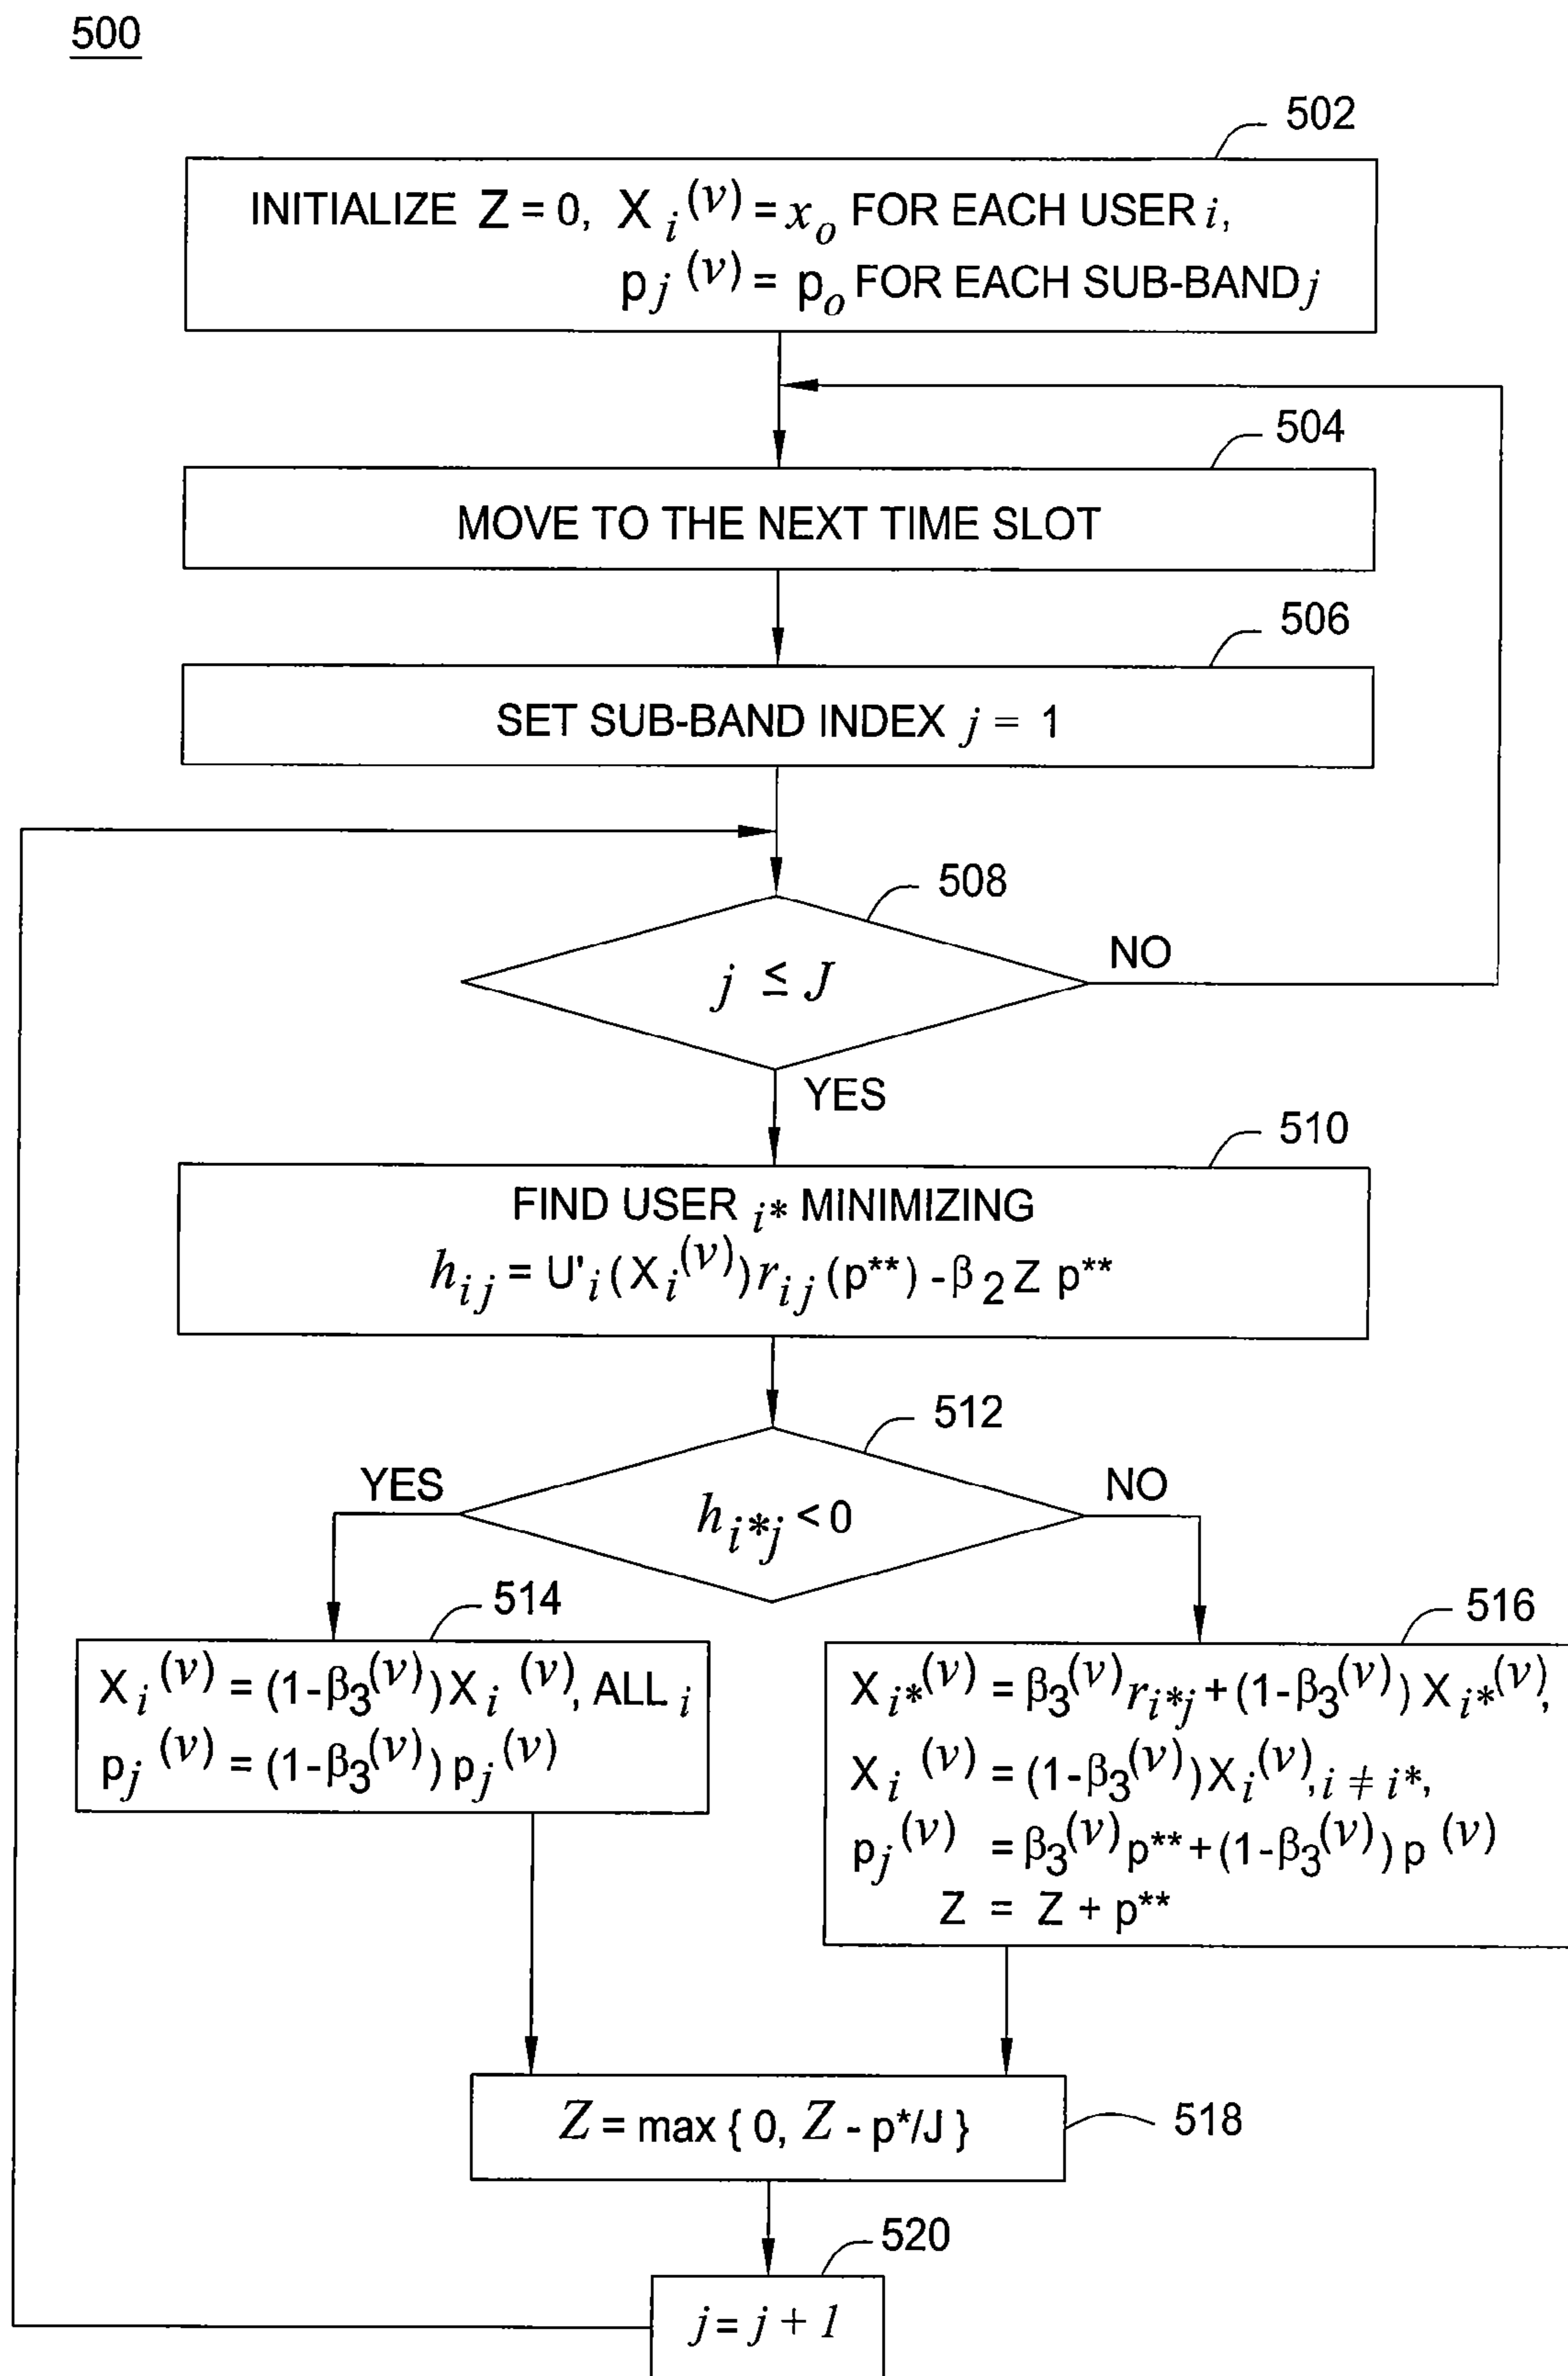 500
502
INITIALIZE Z = 0, X_i^(v) = x_o FOR EACH USER i,
p_j^(v) = p_o FOR EACH SUB-BAND j
504
MOVE TO THE NEXT TIME SLOT
506
SET SUB-BAND INDEX j = 1
508
j ≤ J
NO
YES
510
FIND USER i* MINIMIZING
h_ij = U'_i(X_i^(v)) r_ij(p**) - β_2 Z p**
512
YES
NO
h_i*j < 0
514
X_i^(v) = (1-β_3^(v)) X_i^(v), ALL i
p_j^(v) = (1-β_3^(v)) p_j^(v)
516
X_i*^(v) = β_3^(v) r_i*j + (1-β_3^(v)) X_i*^(v),
X_i^(v) = (1-β_3^(v)) X_i^(v), i ≠ i*,
p_j^(v) = β_3^(v) p** + (1-β_3^(v)) p^(v)
Z = Z + p**
Z = max { 0, Z - p*/J }
518
520
j = j + 1